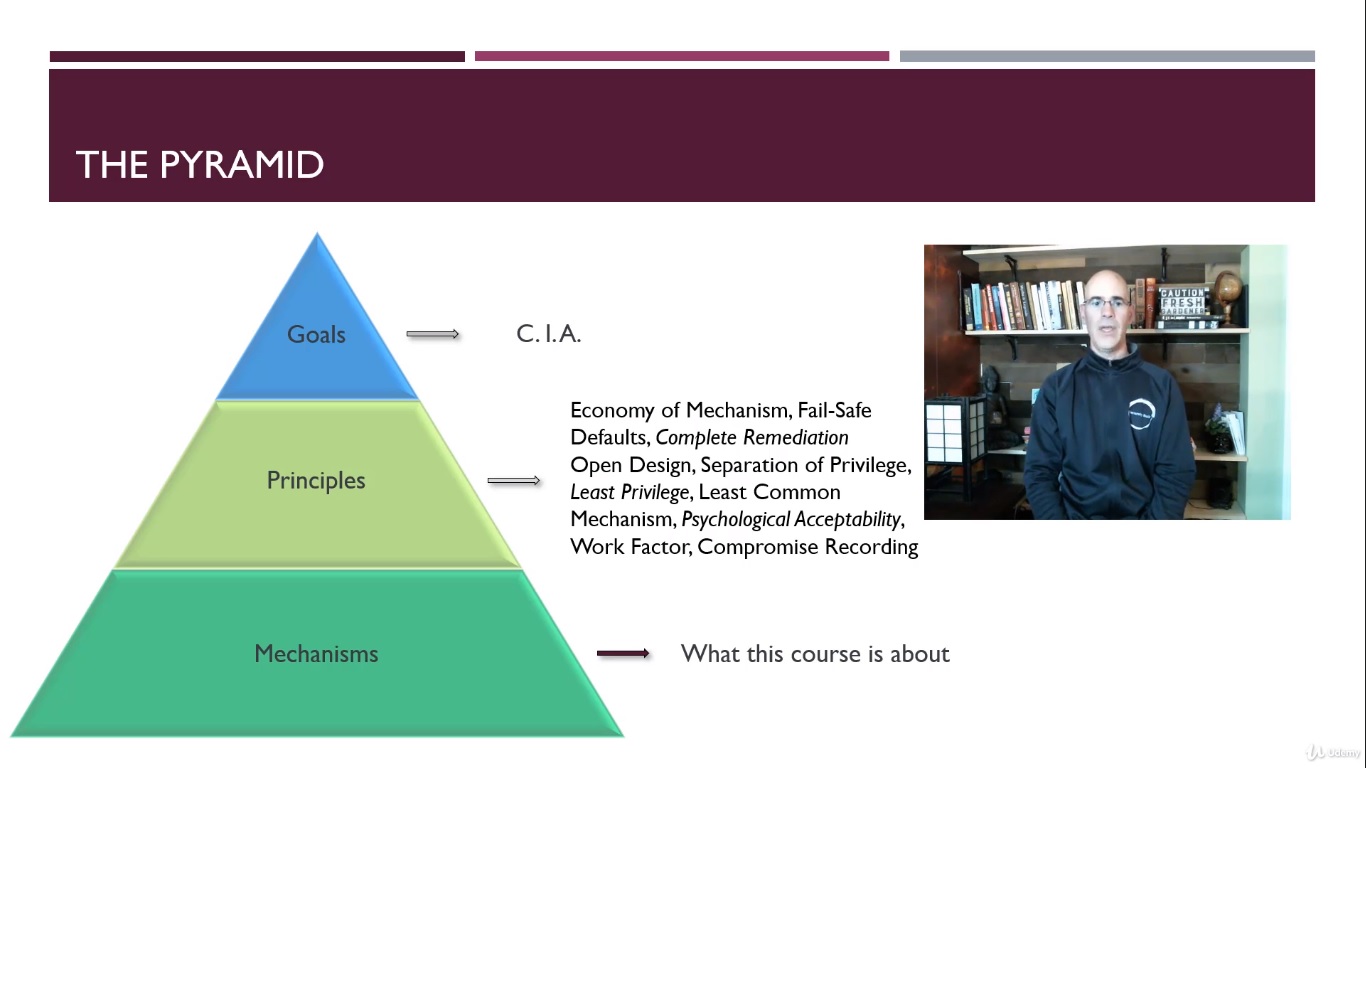 THE PYRAMID
Goals
C. I.A.
Economy of Mechanism, Fail-Safe
Defaults, Complete Remediation
Open Design, Separation of Privilege,
Least Privilege, Least Common
Mechanism, Psychological Acceptability,
Work Factor, Compromise Recording
Principles
Mechanisms
What this course is about
CAUTION
FRESH
GARDENER
Udemy